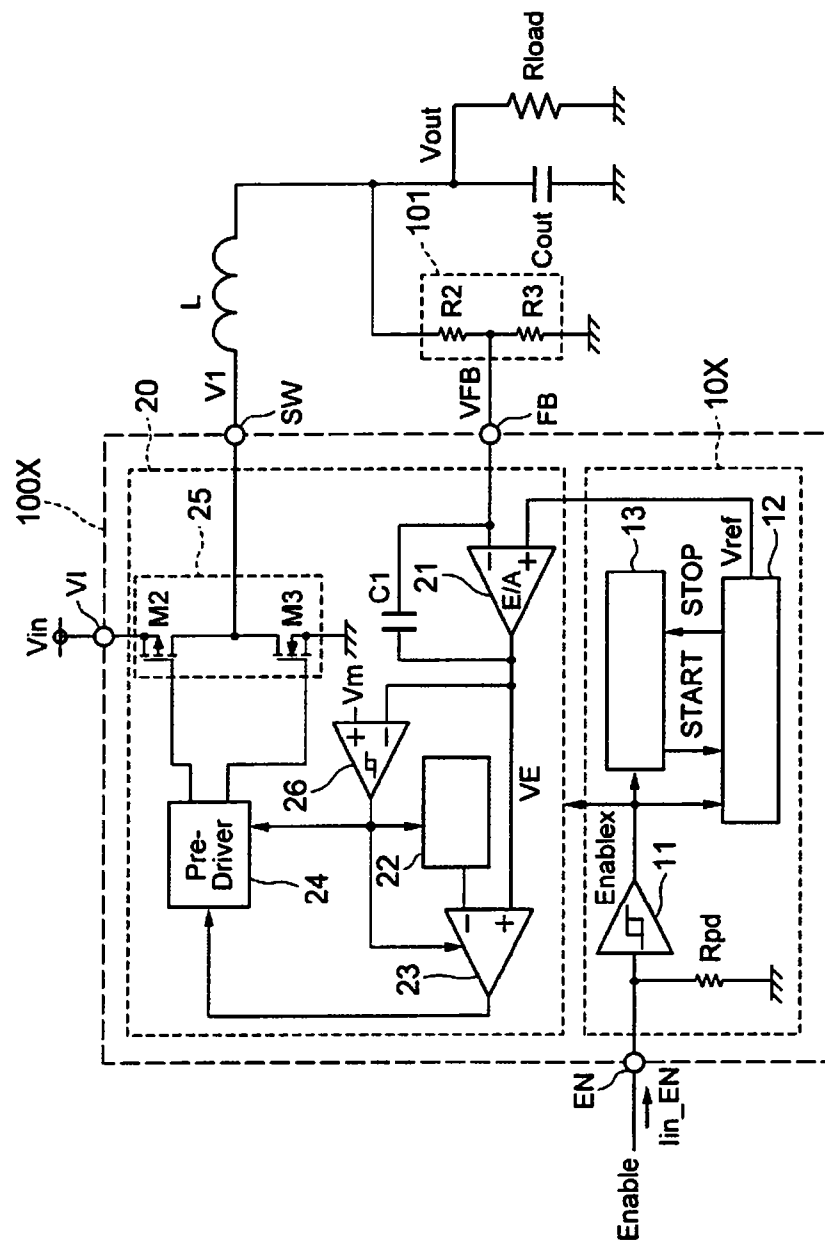 100X
Vin
VI
20
25
M2
M3
V1
SW
L
Pre-
Driver
24
26
Vm
22
23
VE
C1
E/A
21
VFB
FB
101
R2
R3
Vout
Cout
Rload
10X
13
START
STOP
Vref
12
Enablex
11
Rpd
EN
Iin_EN
Enable
+
−
+
−
−
+